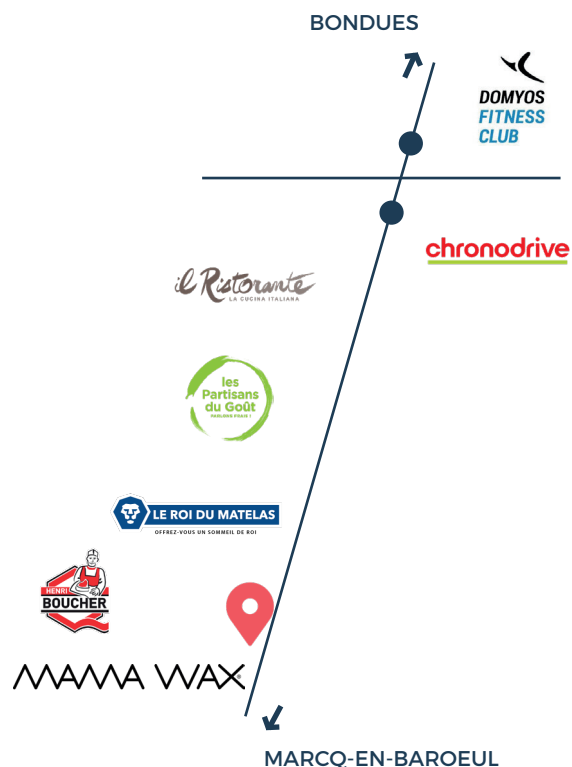 BONDUES
DOMYOS
FITNESS
CLUB
chronodrive
il Ristorante
LA CUCINA ITALIANA
les
Partisans
du Goût
LE ROI DU MATELAS
OFFREZ-VOUS UN SOMMEIL DE ROI
HENRI
BOUCHER
MAMA WAX
MARCQ-EN-BAROEUL